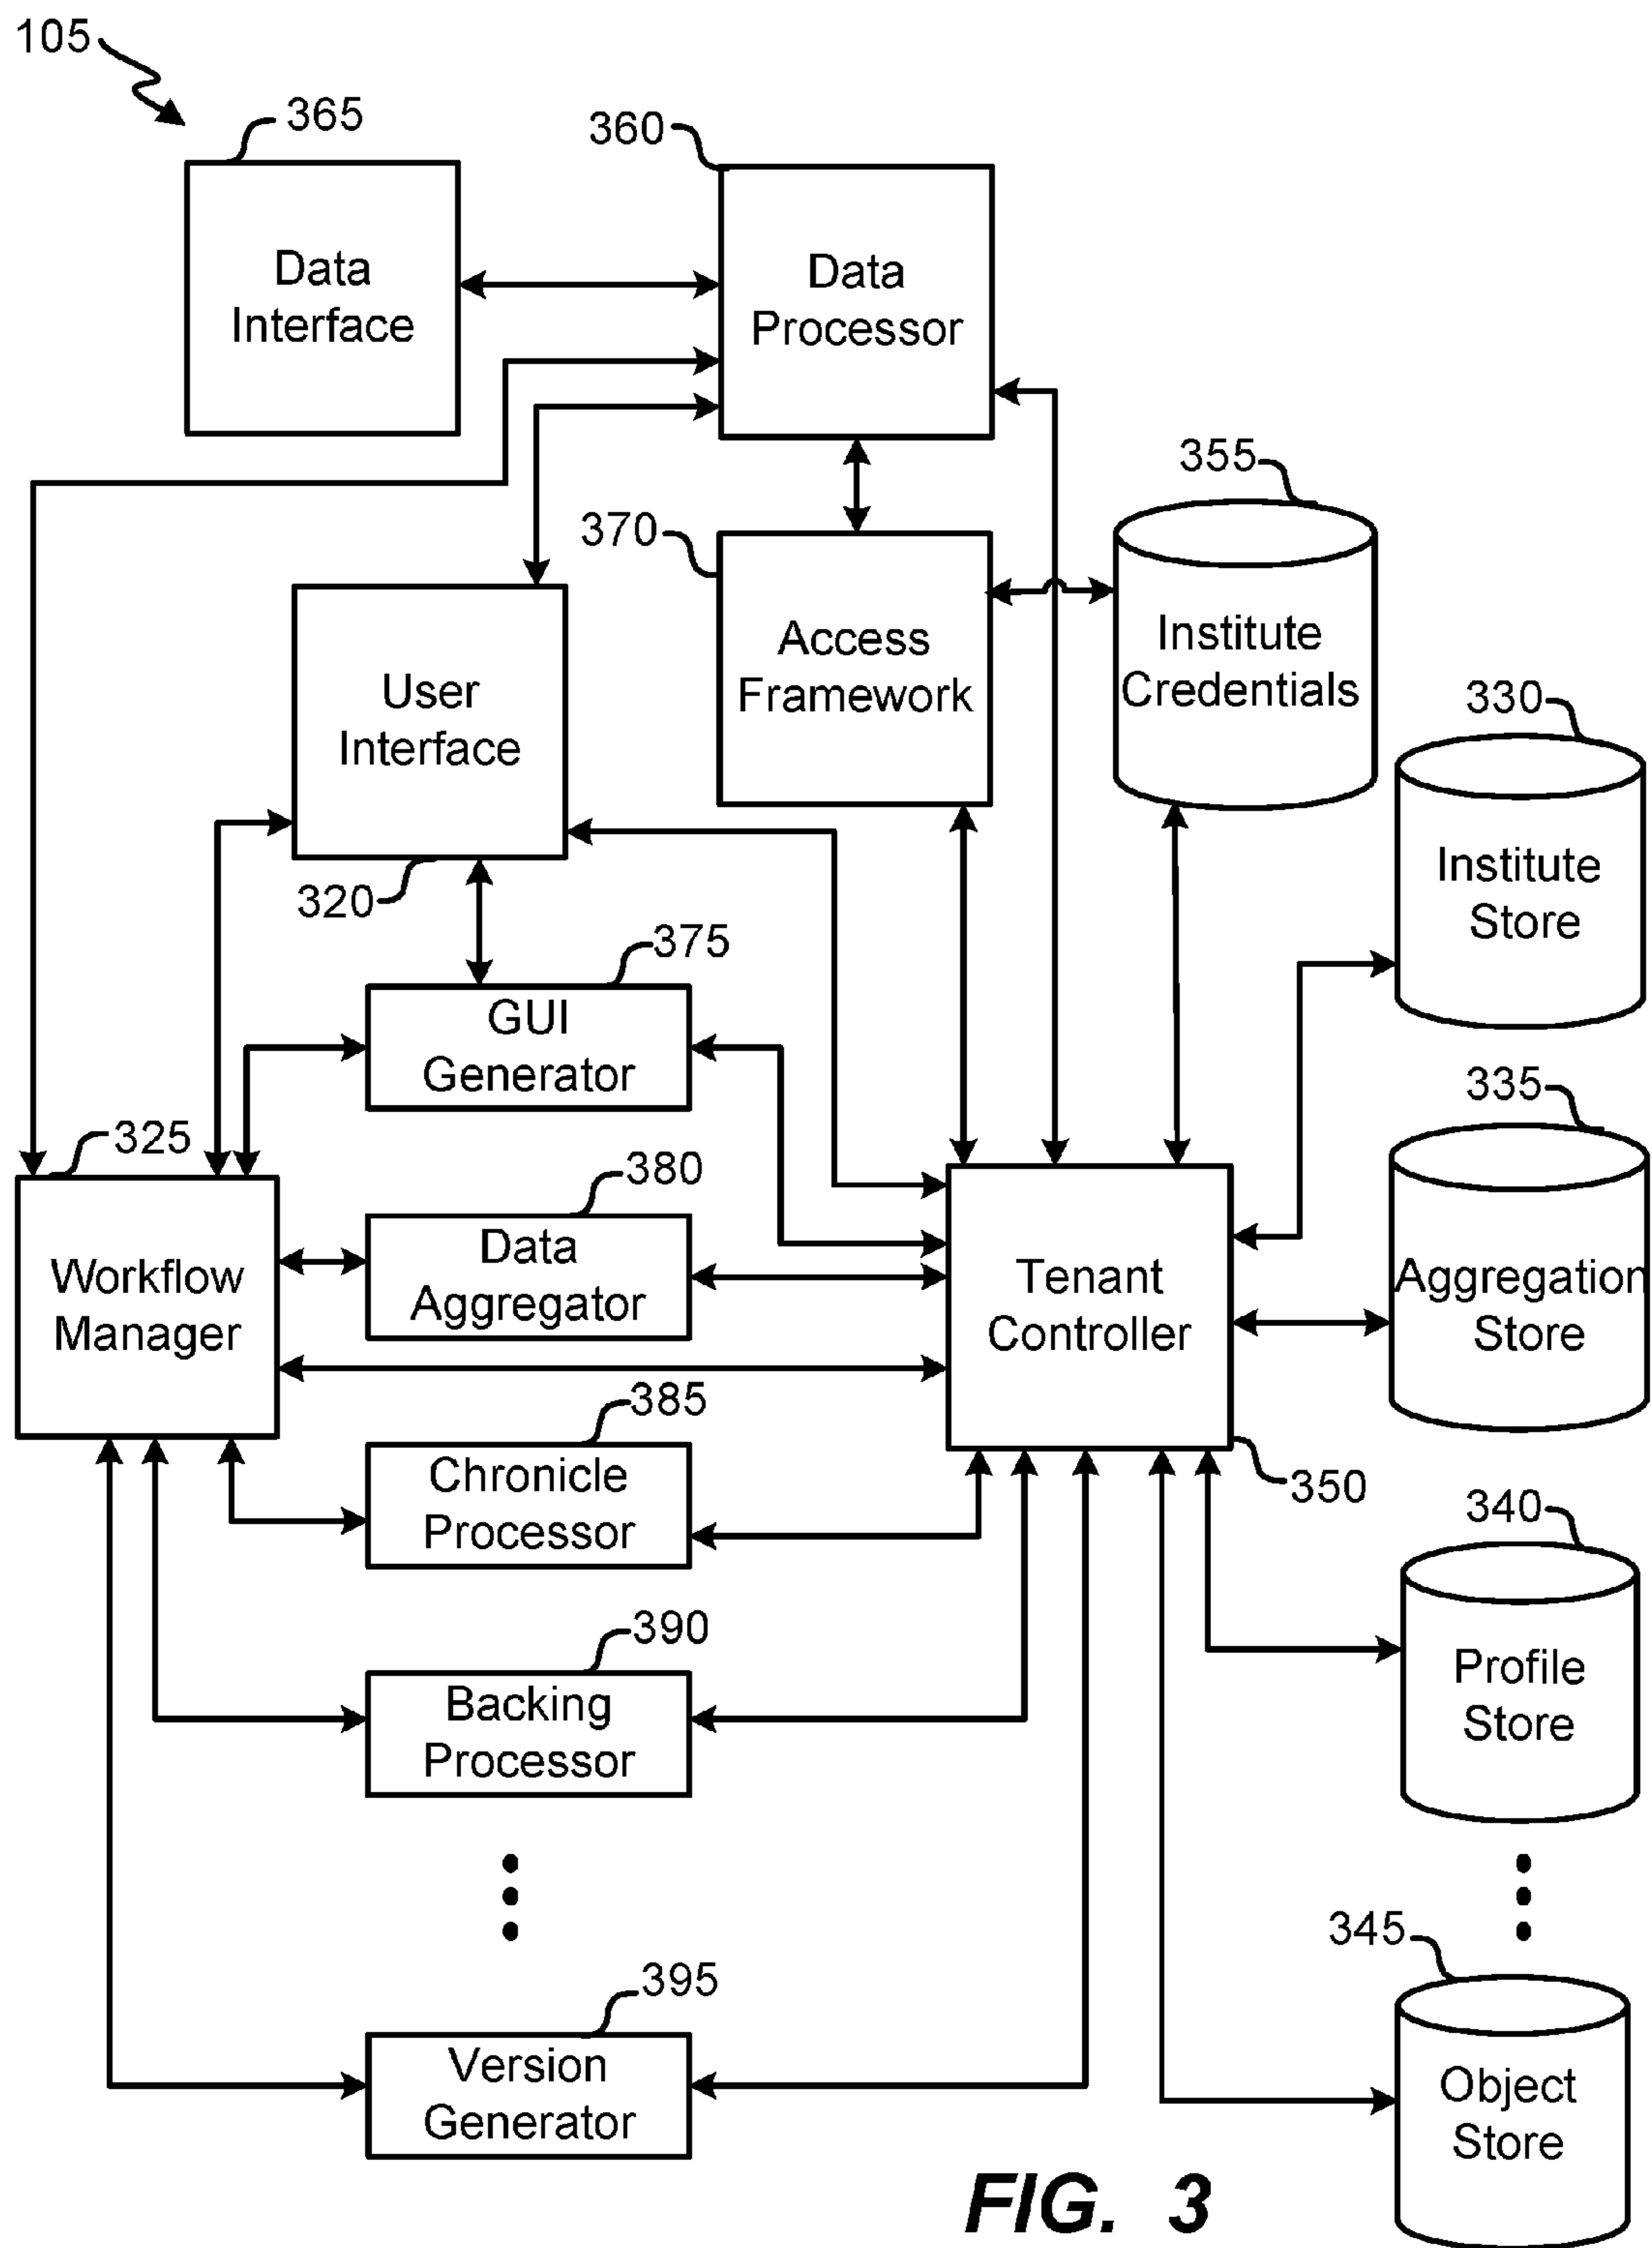 105
365
360
Data
Interface
Data
Processor
355
370
Access
Framework
Institute
Credentials
User
Interface
330
320
Institute
Store
375
GUI
Generator
335
325
380
Workflow
Manager
Data
Aggregator
Tenant
Controller
Aggregation
Store
385
Chronicle
Processor
350
340
390
Backing
Processor
Profile
Store
345
395
Version
Generator
Object
Store
FIG. 3